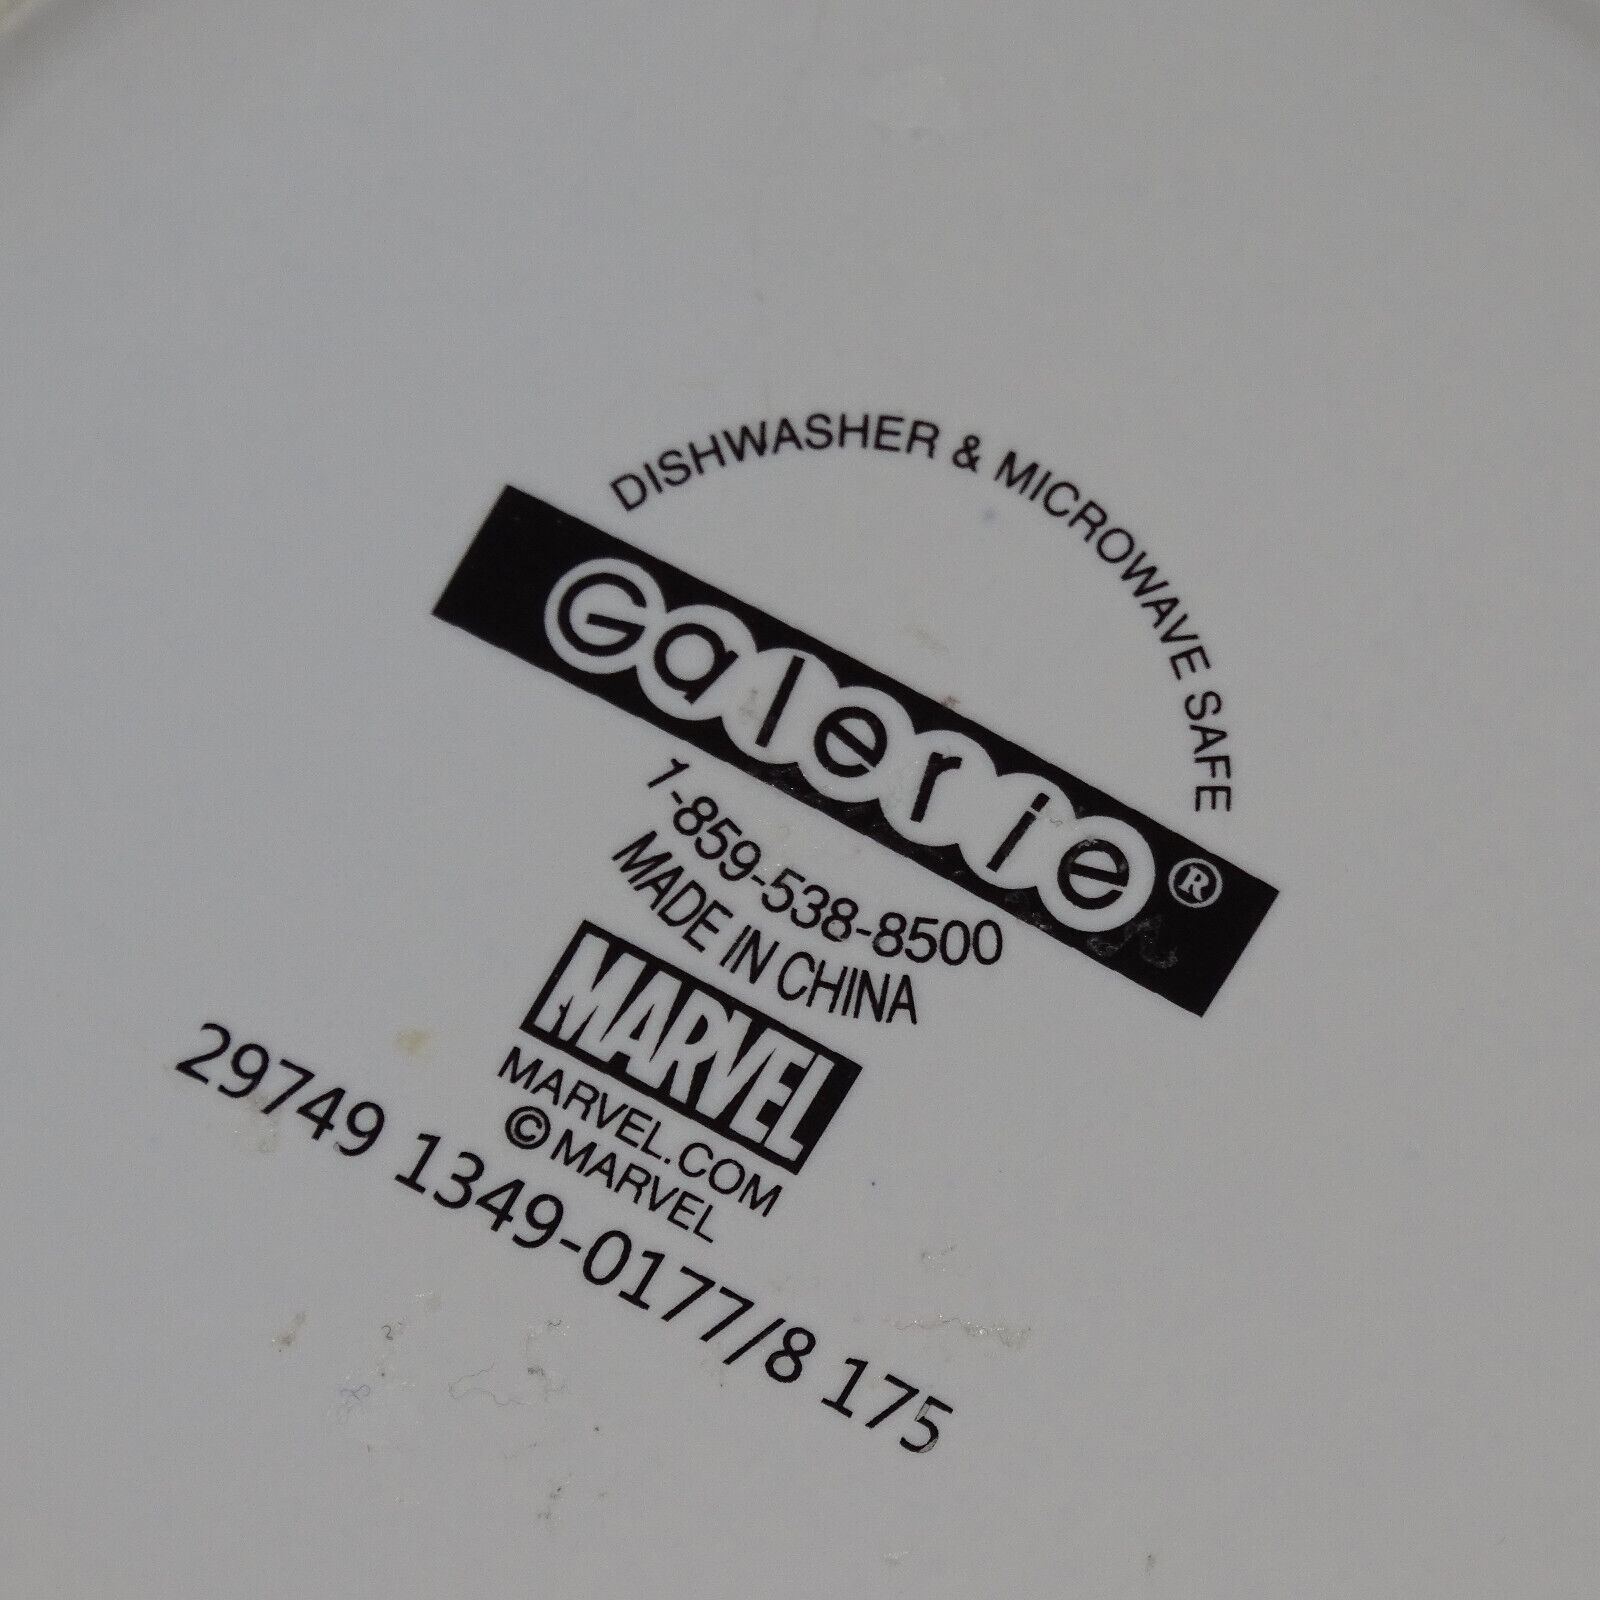 DISHWASHER & MICROWAVE SAFE
Galerie®
1-859-538-8500
MADE IN CHINA
MARVEL
MARVEL.COM
© MARVEL
29749 1349-0177/8 175